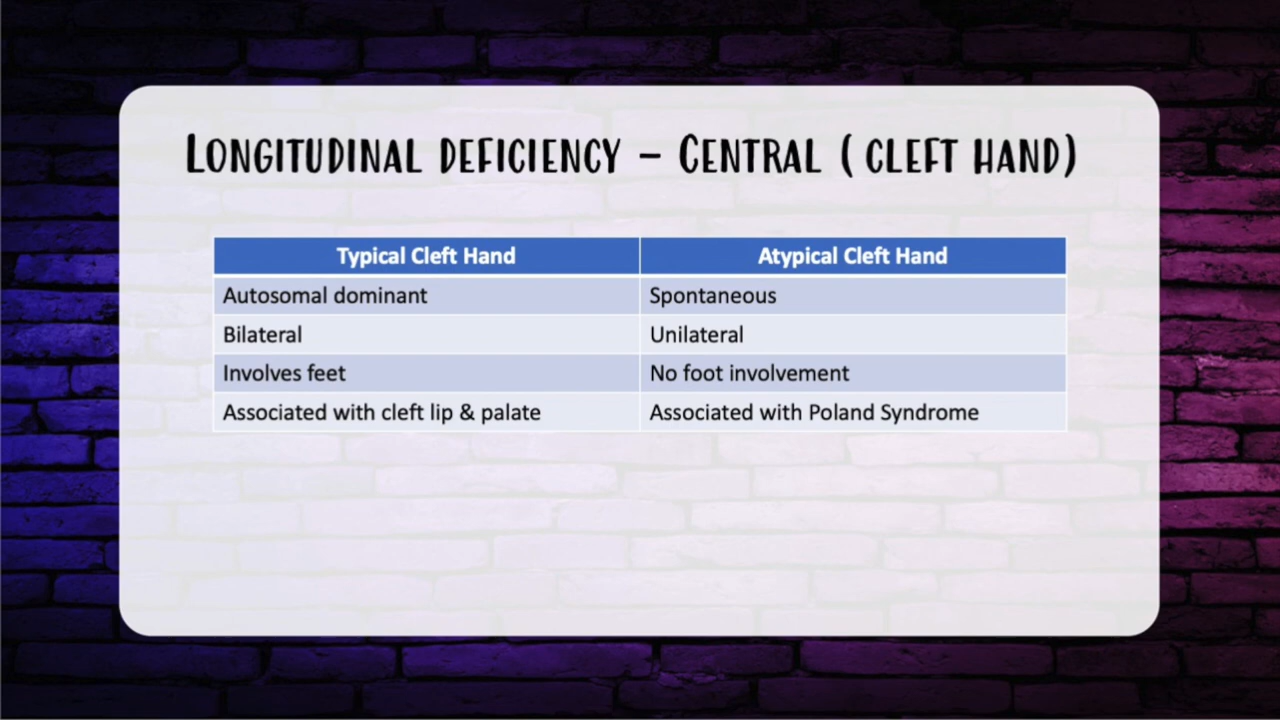 Longitudinal deficiency – Central ( cleft hand)
Typical Cleft Hand Atypical Cleft Hand
Autosomal dominant Spontaneous
Bilateral Unilateral
Involves feet No foot involvement
Associated with cleft lip & palate Associated with Poland Syndrome